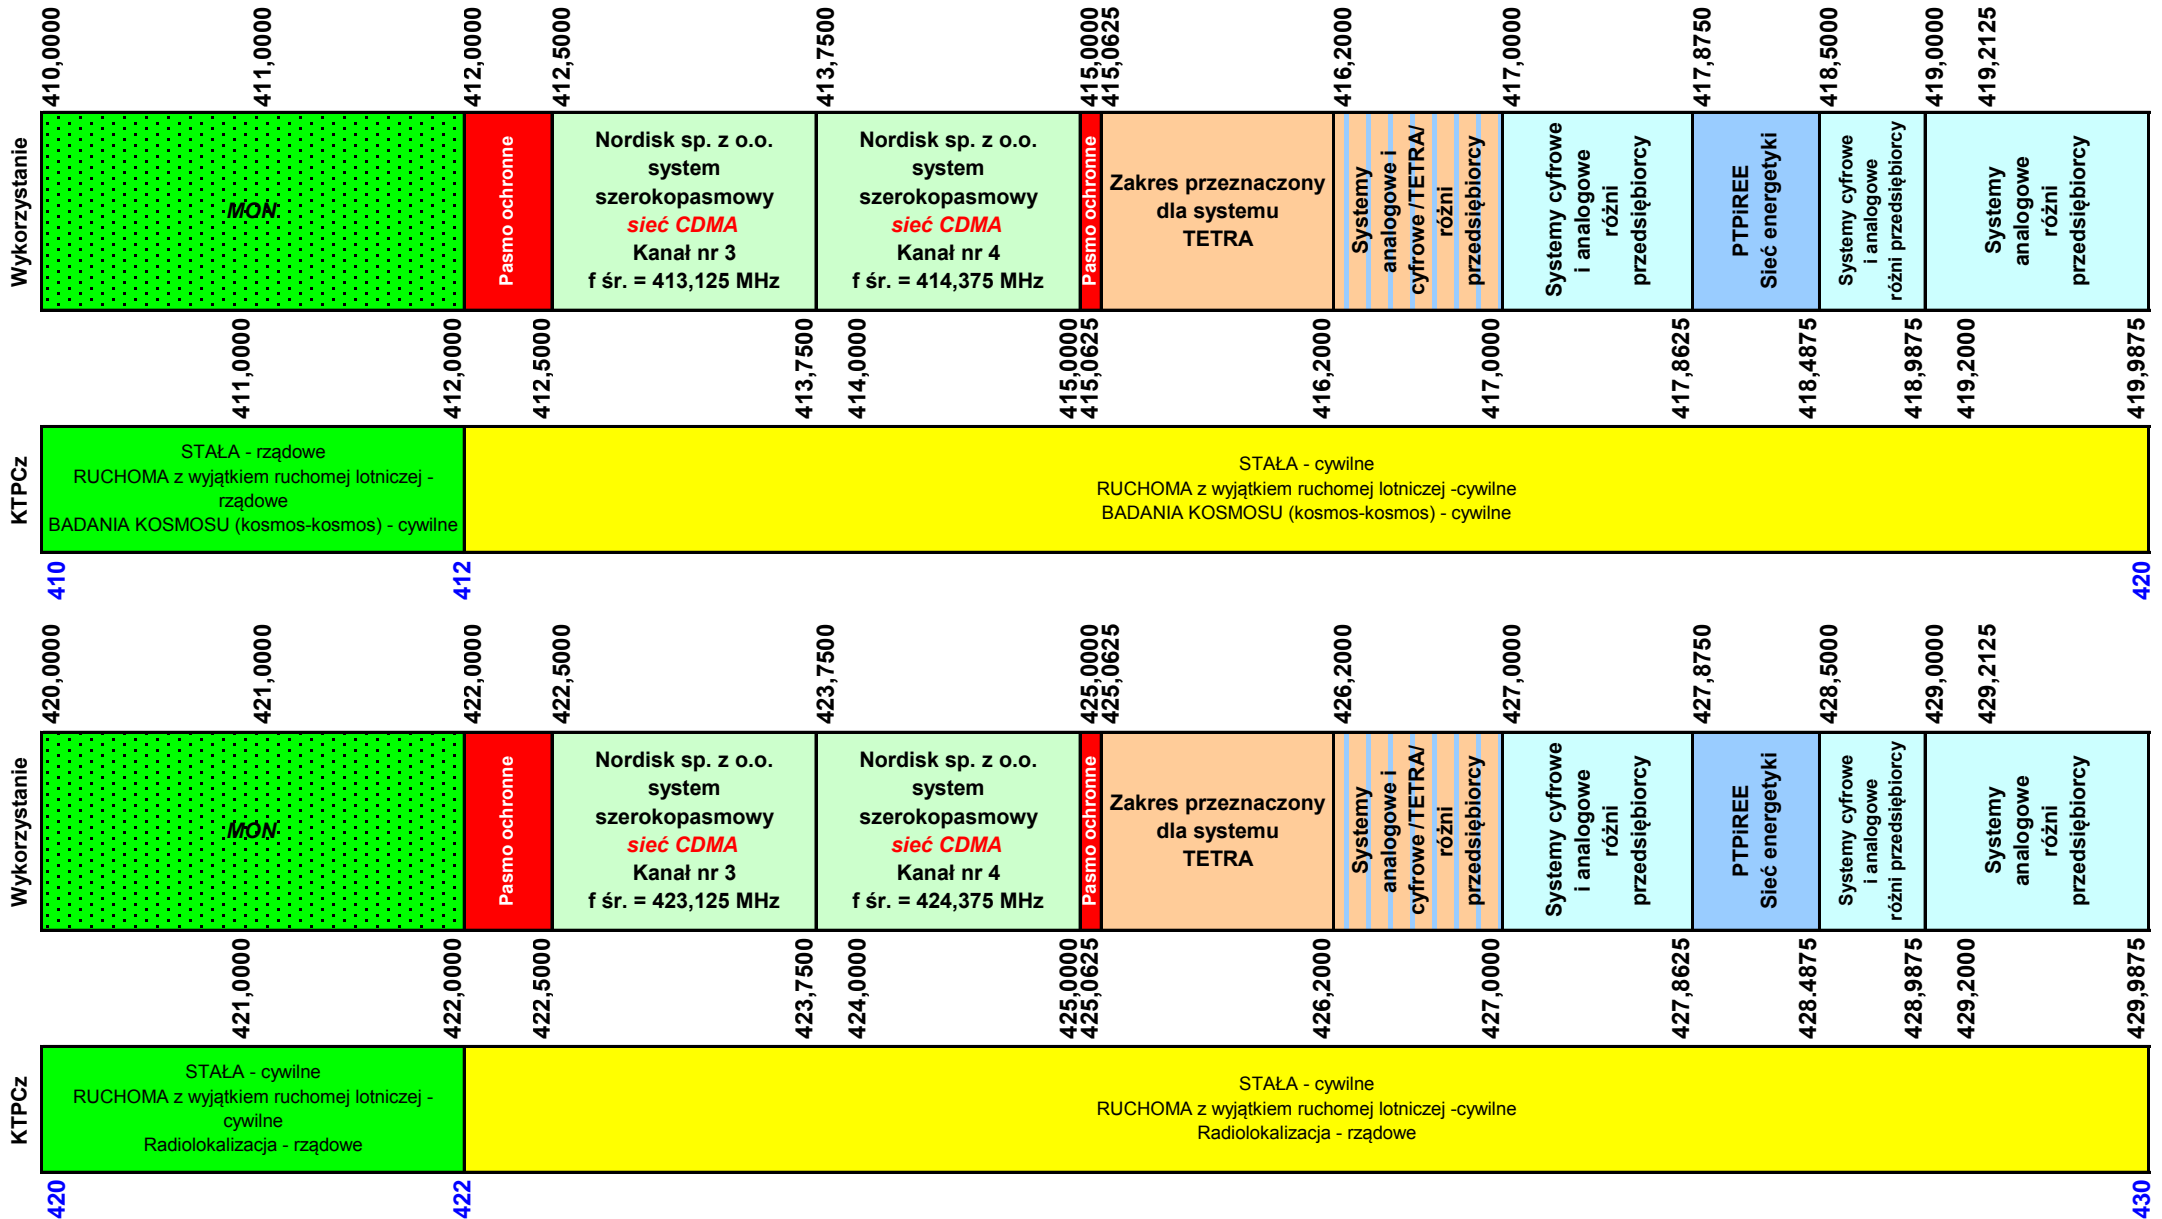 410,0000
411,0000
412,0000
412,5000
413,7500
415,0000
415,0625
416,2000
417,0000
417,8750
418,5000
419,0000
419,2125
Wykorzystanie
MON
Pasmo ochronne
Nordisk sp. z o.o.
system
szerokopasmowy
sieć CDMA
Kanał nr 3
f śr. = 413,125 MHz
Nordisk sp. z o.o.
system
szerokopasmowy
sieć CDMA
Kanał nr 4
f śr. = 414,375 MHz
Pasmo ochronne
Zakres przeznaczony
dla systemu
TETRA
Systemy
analogowe i
cyfrowe /TETRA/
różni
przedsiębiorcy
Systemy cyfrowe
i analogowe
różni
przedsiębiorcy
PTPiREE
Sieć energetyki
Systemy cyfrowe
i analogowe
różni przedsiębiorcy
Systemy
analogowe
różni
przedsiębiorcy
411,0000
412,0000
412,5000
413,7500
414,0000
415,0000
415,0625
416,2000
417,0000
417,8625
418,4875
418,9875
419,2000
419,9875
KTPCz
STAŁA - rządowe
RUCHOMA z wyjątkiem ruchomej lotniczej -
rządowe
BADANIA KOSMOSU (kosmos-kosmos) - cywilne
STAŁA - cywilne
RUCHOMA z wyjątkiem ruchomej lotniczej -cywilne
BADANIA KOSMOSU (kosmos-kosmos) - cywilne
410
412
420
420,0000
421,0000
422,0000
422,5000
423,7500
425,0000
425,0625
426,2000
427,0000
427,8750
428,5000
429,0000
429,2125
Wykorzystanie
MON
Pasmo ochronne
Nordisk sp. z o.o.
system
szerokopasmowy
sieć CDMA
Kanał nr 3
f śr. = 423,125 MHz
Nordisk sp. z o.o.
system
szerokopasmowy
sieć CDMA
Kanał nr 4
f śr. = 424,375 MHz
Pasmo ochronne
Zakres przeznaczony
dla systemu
TETRA
Systemy
analogowe i
cyfrowe /TETRA/
różni
przedsiębiorcy
Systemy cyfrowe
i analogowe
różni
przedsiębiorcy
PTPiREE
Sieć energetyki
Systemy cyfrowe
i analogowe
różni przedsiębiorcy
Systemy
analogowe
różni
przedsiębiorcy
421,0000
422,0000
422,5000
423,7500
424,0000
425,0000
425,0625
426,2000
427,0000
427,8625
428.4875
428,9875
429,2000
429,9875
KTPCz
STAŁA - cywilne
RUCHOMA z wyjątkiem ruchomej lotniczej -
cywilne
Radiolokalizacja - rządowe
STAŁA - cywilne
RUCHOMA z wyjątkiem ruchomej lotniczej -cywilne
Radiolokalizacja - rządowe
420
422
430